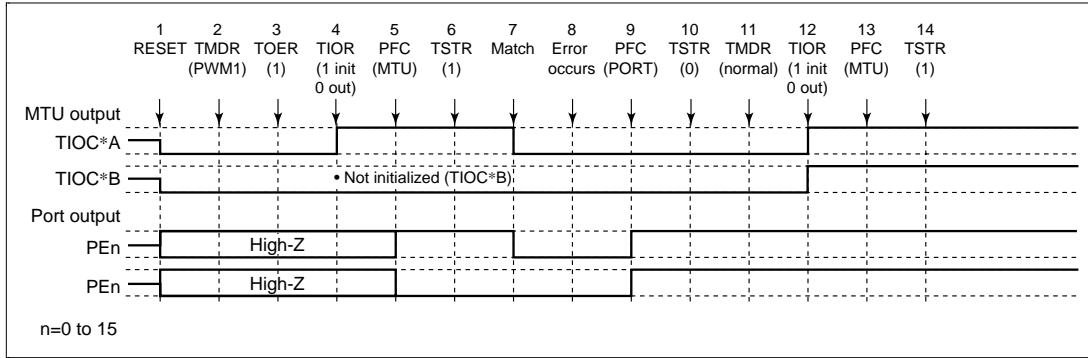 1 2 3 4 5 6 7 8 9 10 11 12 13 14
RESET TMDR TOER TIOR PFC TSTR Match Error PFC TSTR TMDR TIOR PFC TSTR
(PWM1) (1) (1 init (MTU) (1) occurs (PORT) (0) (normal) (1 init (MTU) (1)
0 out) 0 out)
MTU output
TIOC*A
TIOC*B • Not initialized (TIOC*B)
Port output
PEn High-Z
PEn High-Z
n=0 to 15